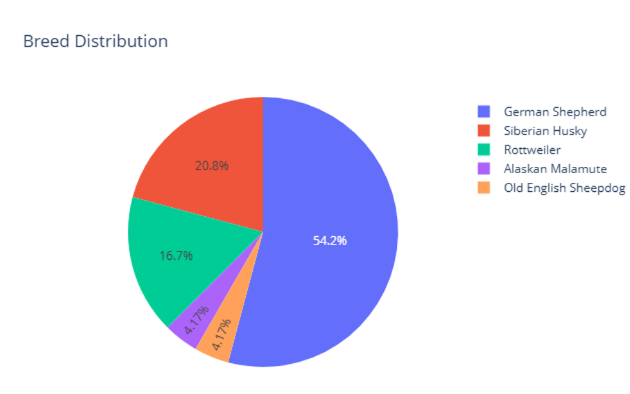 Breed Distribution
German Shepherd
Siberian Husky
Rottweiler
Alaskan Malamute
Old English Sheepdog
20.8%
54.2%
16.7%
4.17%
4.17%